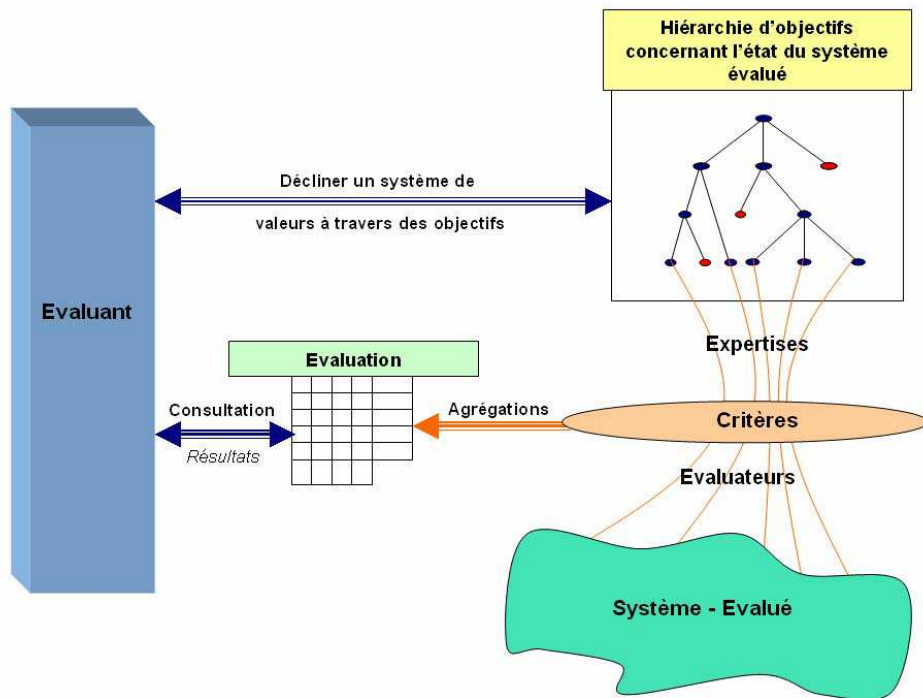 Hiérarchie d'objectifs
concernant l'état du système
évalué
Décliner un système de
valeurs à travers des objectifs
Evaluant
Expertises
Evaluation
Consultation
Résultats
Agrégations
Critères
Evaluateurs
Système - Evalué